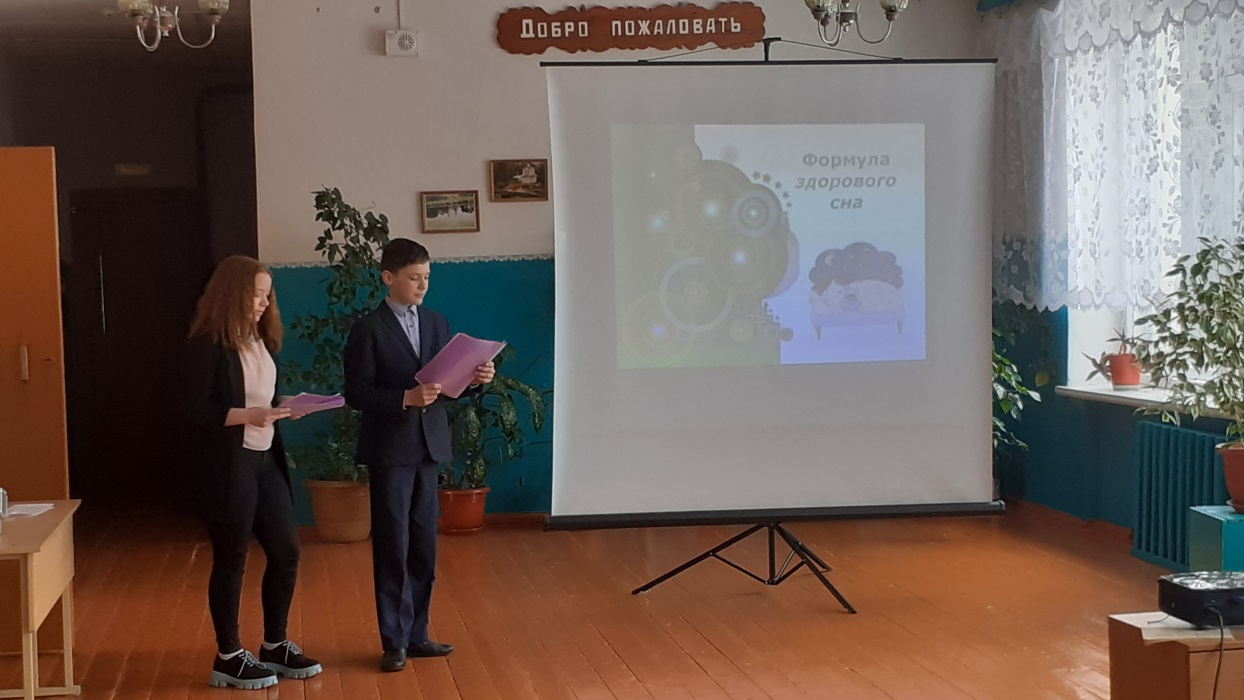 Добро пожаловать
Формула
здорового
сна